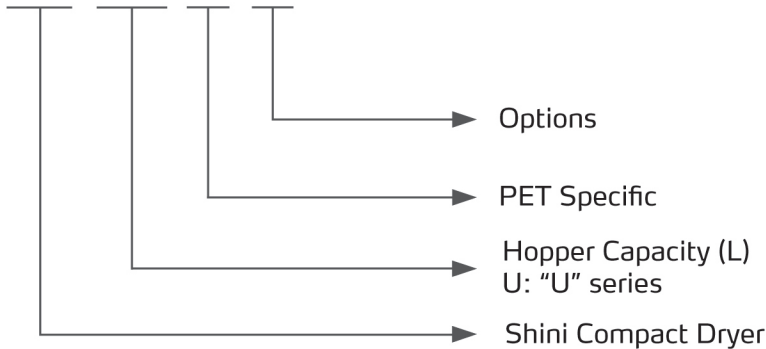 Options
PET Specific
Hopper Capacity (L)
U: “U” series
Shini Compact Dryer